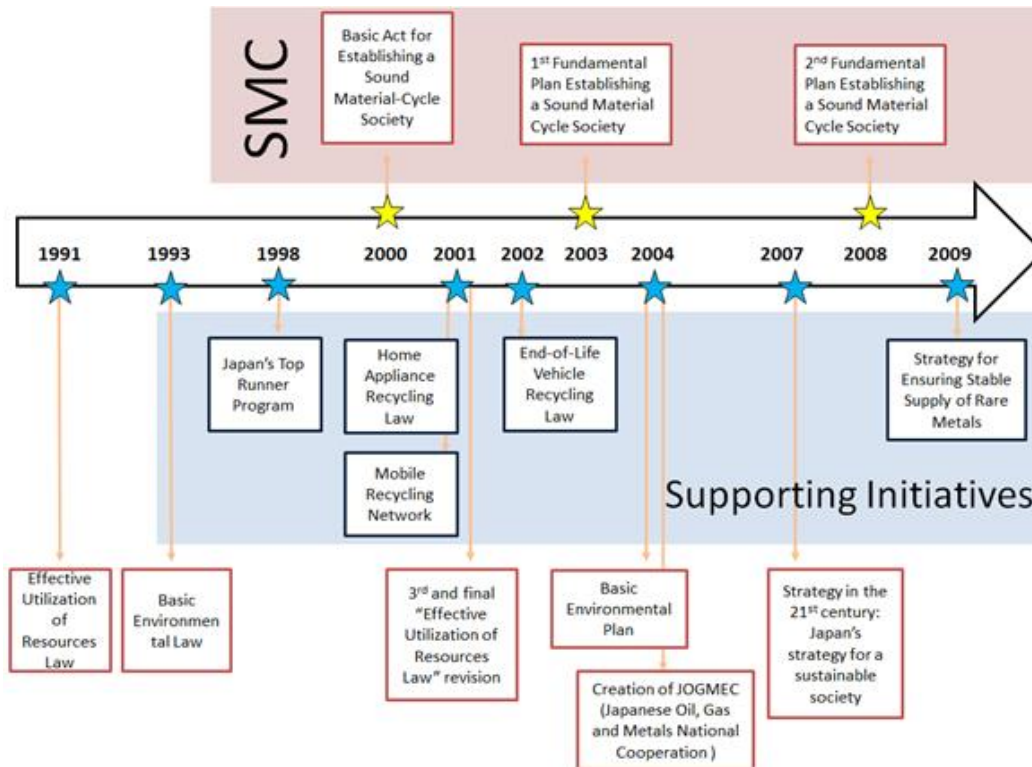 SMC
Basic Act for
Establishing a
Sound
Material-Cycle
Society
1st Fundamental
Plan Establishing
a Sound Material
Cycle Society
2nd Fundamental
Plan Establishing
a Sound Material
Cycle Society
1991 1993 1998 2000 2001 2002 2003 2004 2007 2008 2009
Japan's Top
Runner
Program
Home
Appliance
Recycling
Law
End-of-Life
Vehicle
Recycling
Law
Strategy for
Ensuring Stable
Supply of Rare
Metals
Mobile
Recycling
Network
Supporting Initiatives
Effective
Utilization
of
Resources
Law
Basic
Environmen
tal Law
3rd and final
“Effective
Utilization of
Resources
Law” revision
Basic
Environmental
Plan
Strategy in the
21st century:
Japan's
strategy for a
sustainable
society
Creation of JOGMEC
(Japanese Oil, Gas
and Metals National
Cooperation )